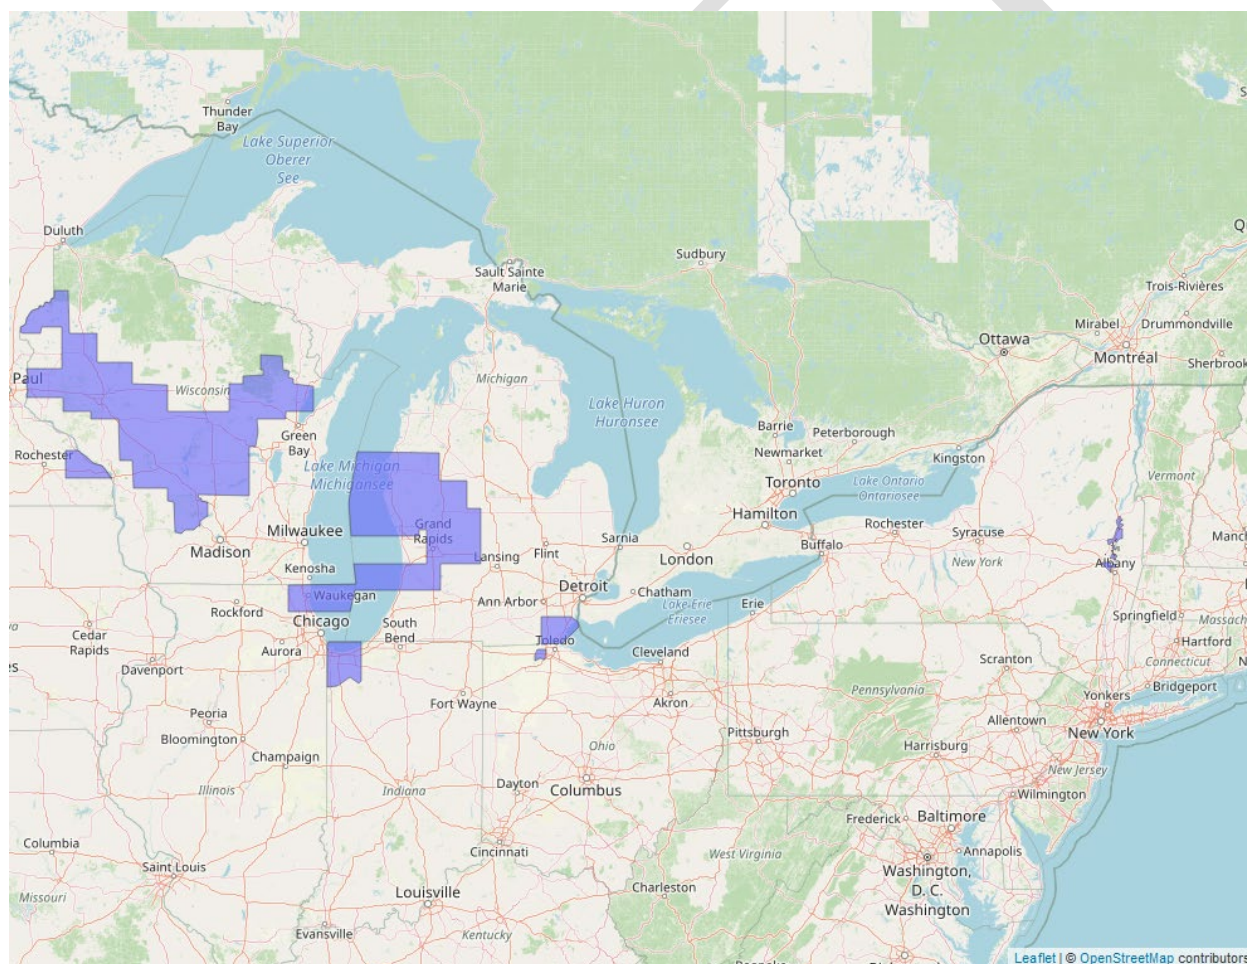 Thunder
Bay
Lake Superior
Oberer
See
Duluth
Sudbury
Sault Sainte
Marie
Trois-Rivières
Mirabel
Drummondville
Ottawa
Montréal
Sherbrook
Paul
Wisconsin
Michigan
Lake Huron
Huronsee
Barrie
Peterborough
Newmarket
Kingston
Green
Bay
Rochester
Lake Michigan
Michigansee
Toronto
Lake Ontario
Ontariosee
Vermont
Hamilton
Rochester
Syracuse
Milwaukee
Grand
Rapids
Madison
Lansing
Flint
Sarnia
London
Buffalo
New York
Albany
Manch
Kenosha
Waukegan
Detroit
Chatham
Ann Arbor
Lake Erie
Eriesee
Erie
Rockford
Chicago
South
Bend
Springfield
Massach
Cedar
Rapids
Aurora
Toledo
Cleveland
Hartford
Connecticut
Scranton
Davenport
es
Fort Wayne
Akron
Pennsylvania
Yonkers
Bridgeport
Peoria
Bloomington
Allentown
New York
Pittsburgh
Harrisburg
Ohio
Champaign
New Jersey
Illinois
Indiana
Dayton
Columbus
Wilmington
Frederick
Baltimore
Columbia
Cincinnati
West Virginia
Annapolis
Saint Louis
Washington,
D. C.
Washington
Missouri
Louisville
Charleston
Evansville
Kentucky
Leaflet | © OpenStreetMap contributors